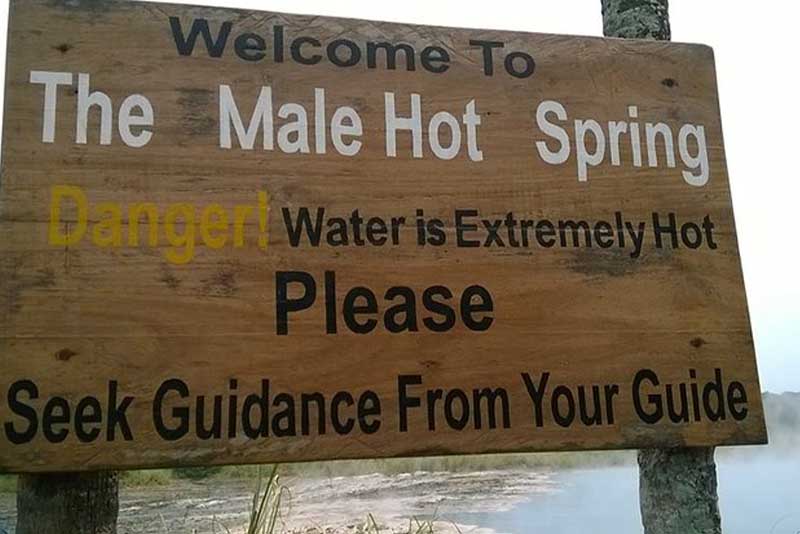 Welcome To
The Male Hot Spring
Danger! Water is Extremely Hot
Please
Seek Guidance From Your Guide